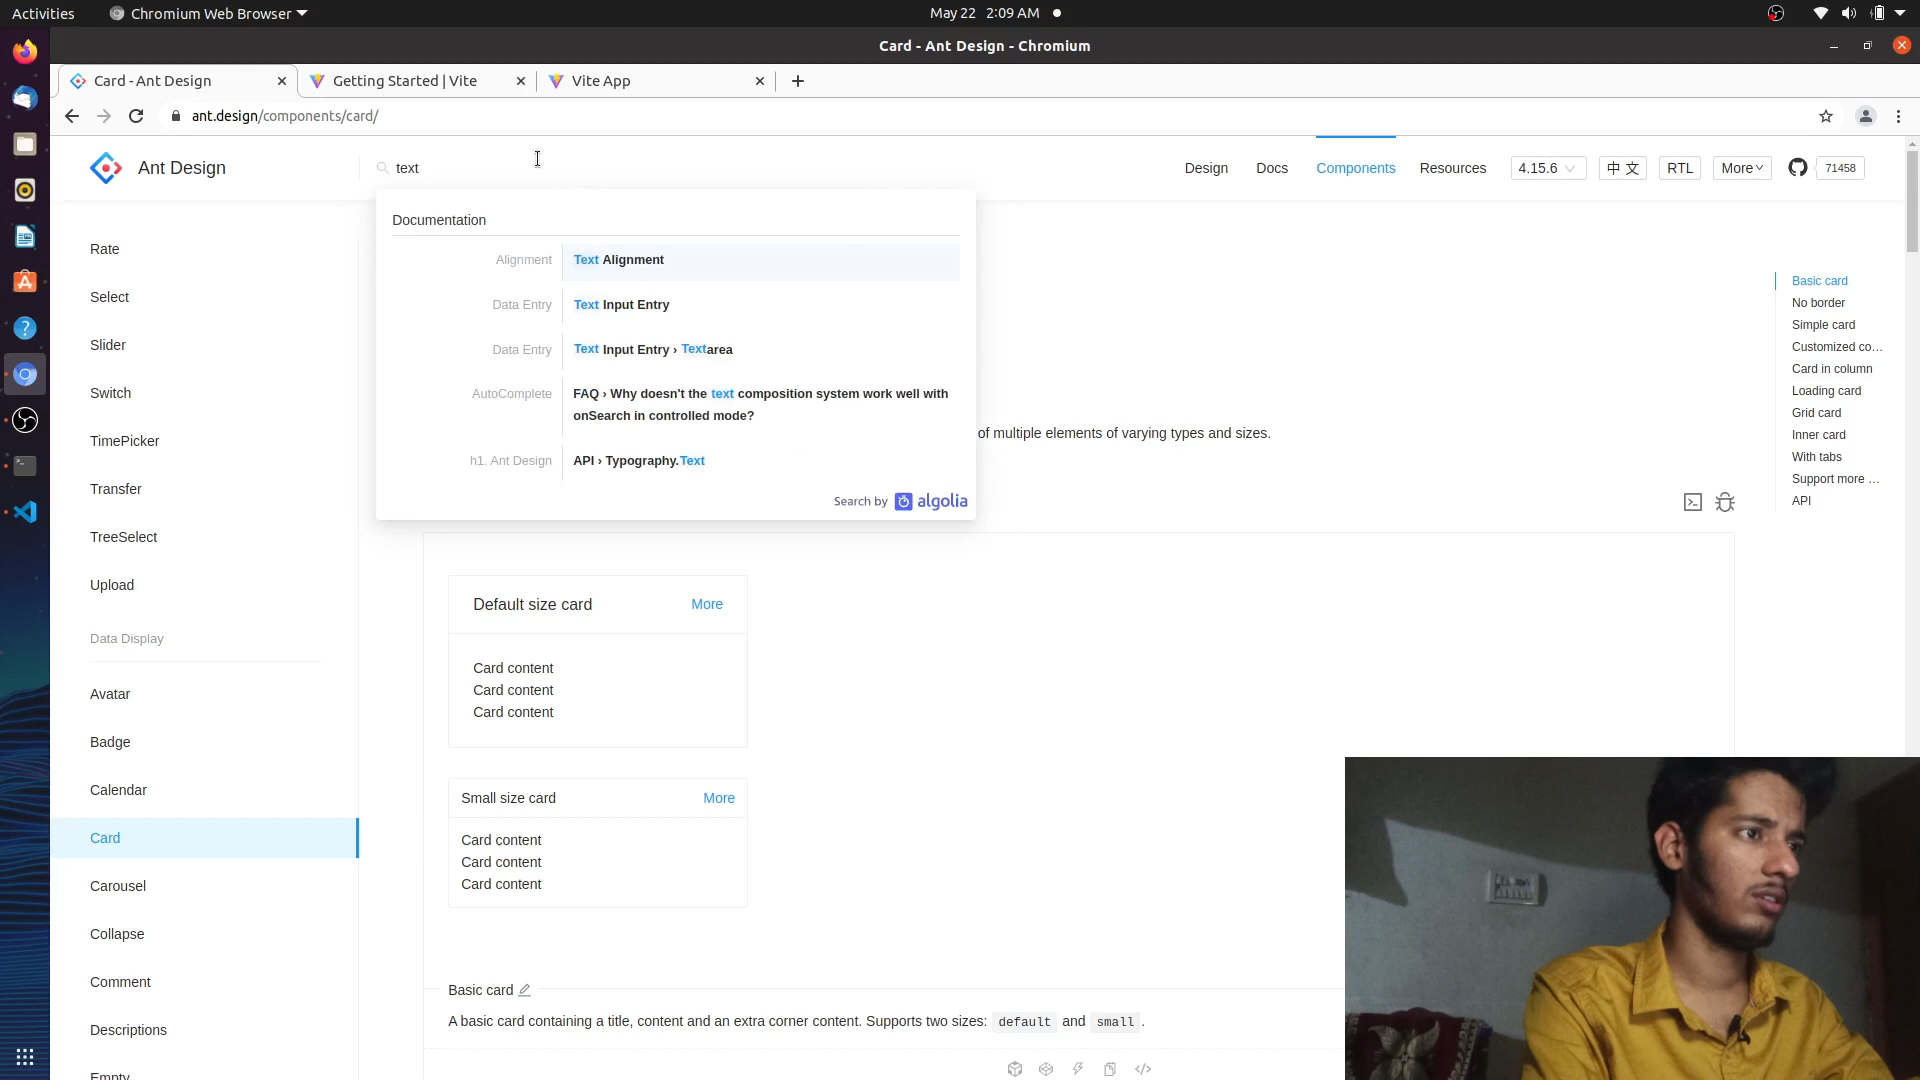 Activities
Chromium Web Browser
May 22 2:09 AM
Card - Ant Design - Chromium
Card - Ant Design
Getting Started | Vite
Vite App
ant.design/components/card/
Ant Design
text
Design
Docs
Components
Resources
4.15.6
中 文
RTL
More
71458
Documentation
Alignment
Text Alignment
Data Entry
Text Input Entry
Data Entry
Text Input Entry › Textarea
AutoComplete
FAQ › Why doesn't the text composition system work well with
onSearch in controlled mode?
h1. Ant Design
API › Typography.Text
Search by algolia
Rate
Select
Slider
Switch
TimePicker
Transfer
TreeSelect
Upload
Data Display
Avatar
Badge
Calendar
Card
Carousel
Collapse
Comment
Descriptions
Empty
of multiple elements of varying types and sizes.
Default size card
More
Card content
Card content
Card content
Small size card
More
Card content
Card content
Card content
Basic card
A basic card containing a title, content and an extra corner content. Supports two sizes: default and small .
Basic card
No border
Simple card
Customized co...
Card in column
Loading card
Grid card
Inner card
With tabs
Support more ...
API